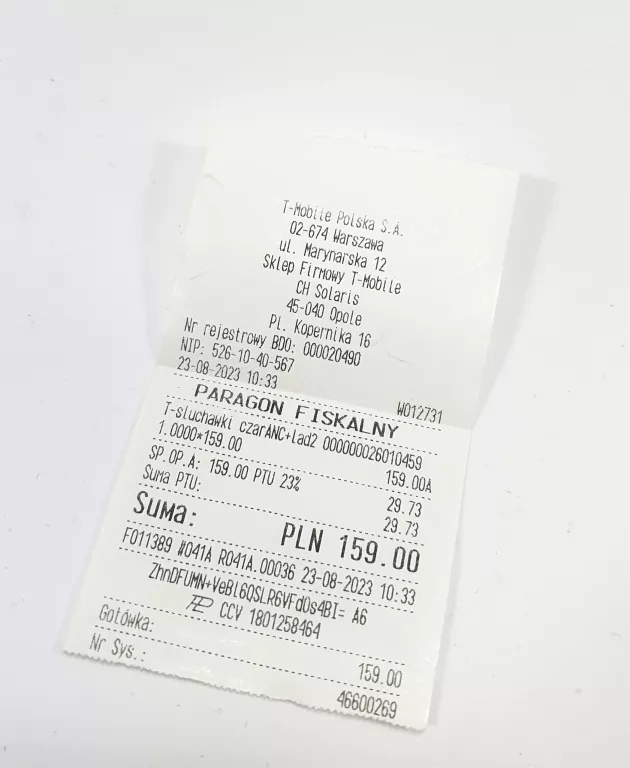 T-Mobile Polska S.A.
02-674 Warszawa
ul. Marynarska 12
Sklep Firmowy T-Mobile
CH Solaris
45-040 Opole
Pl. Kopernika 16
Nr rejestrowy BDO: 000020490
NIP: 526-10-40-567
23-08-2023 10:33 W012731
PARAGON FISKALNY
T-sluchawki czarANC+lad2 000000026010459
1.0000*159.00 159.00A
SP.OP.A: 159.00 PTU 23% 29.73
Suma PTU: 29.73
Suma: PLN 159.00
F011389 #041A R041A.00036 23-08-2023 10:33
ZhnDFUMN+VeBl6QSLR6VFdOs4BI= A6
CCV 1801258464
Gotówka: 159.00
Nr Sys.: 46600269